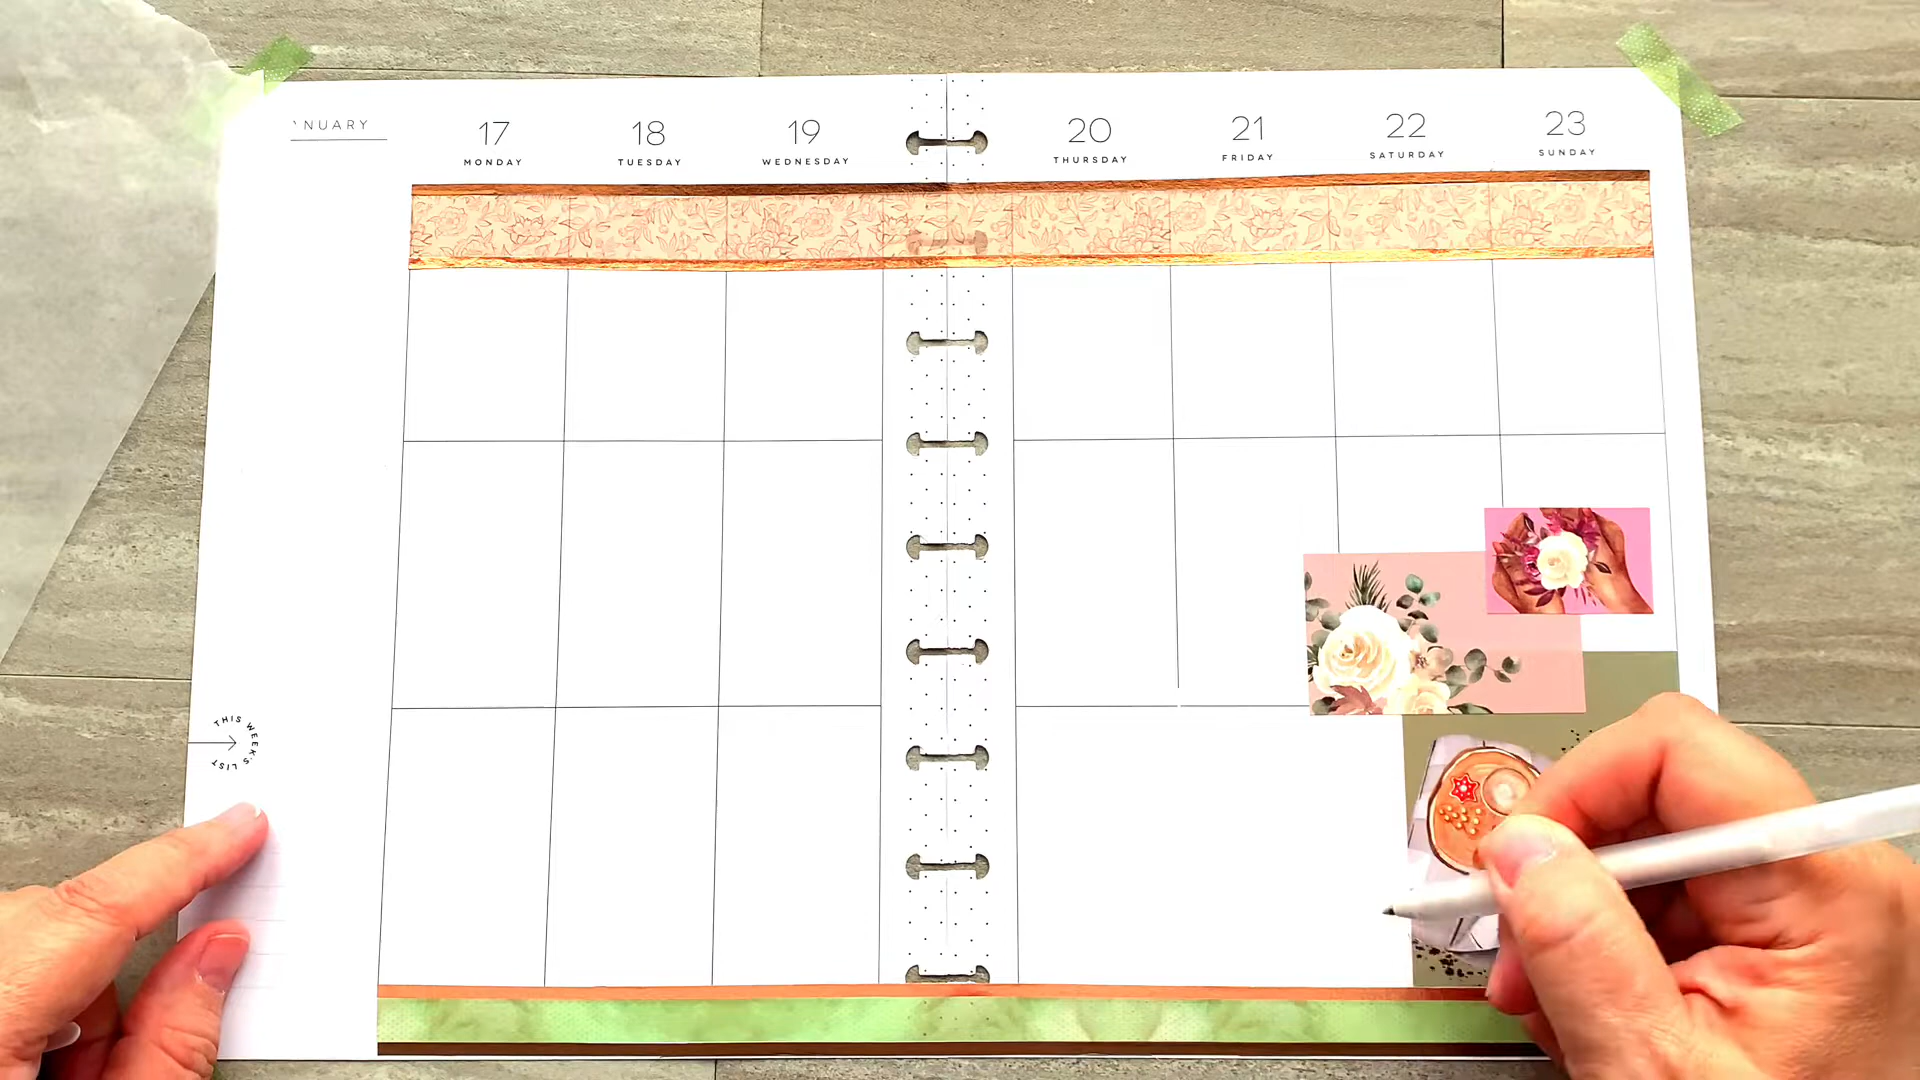 NUARY
17 18 19 20 21 22 23
MONDAY TUESDAY WEDNESDAY THURSDAY FRIDAY SATURDAY SUNDAY
THIS WEEK'S LIST